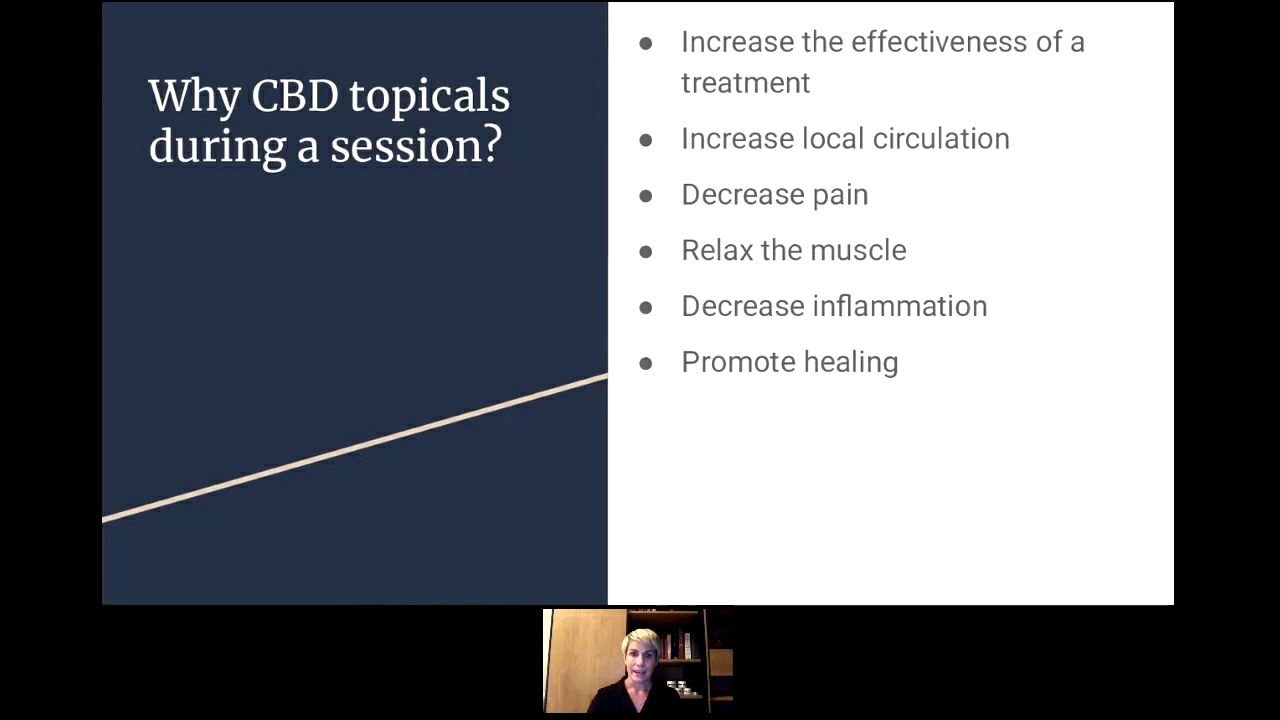 Why CBD topicals
during a session?
● Increase the effectiveness of a
treatment
● Increase local circulation
● Decrease pain
● Relax the muscle
● Decrease inflammation
● Promote healing